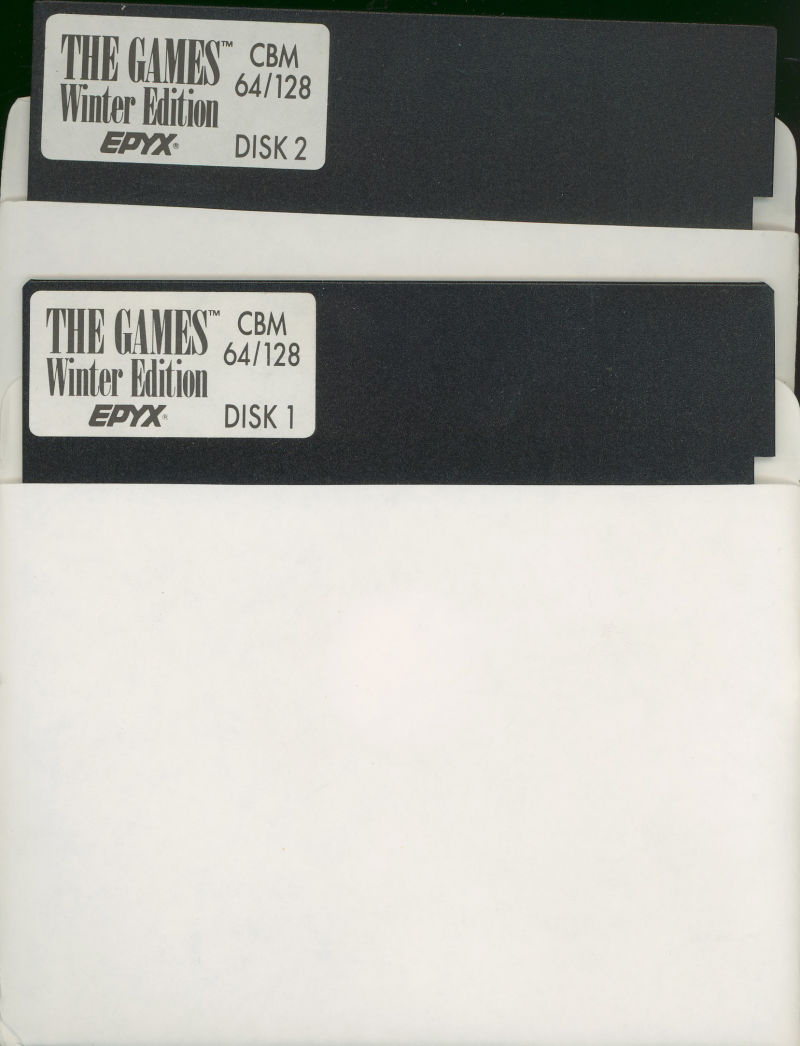 THE GAMES™ CBM
Winter Edition 64/128
EPYX® DISK 2
THE GAMES™ CBM
Winter Edition 64/128
EPYX® DISK 1